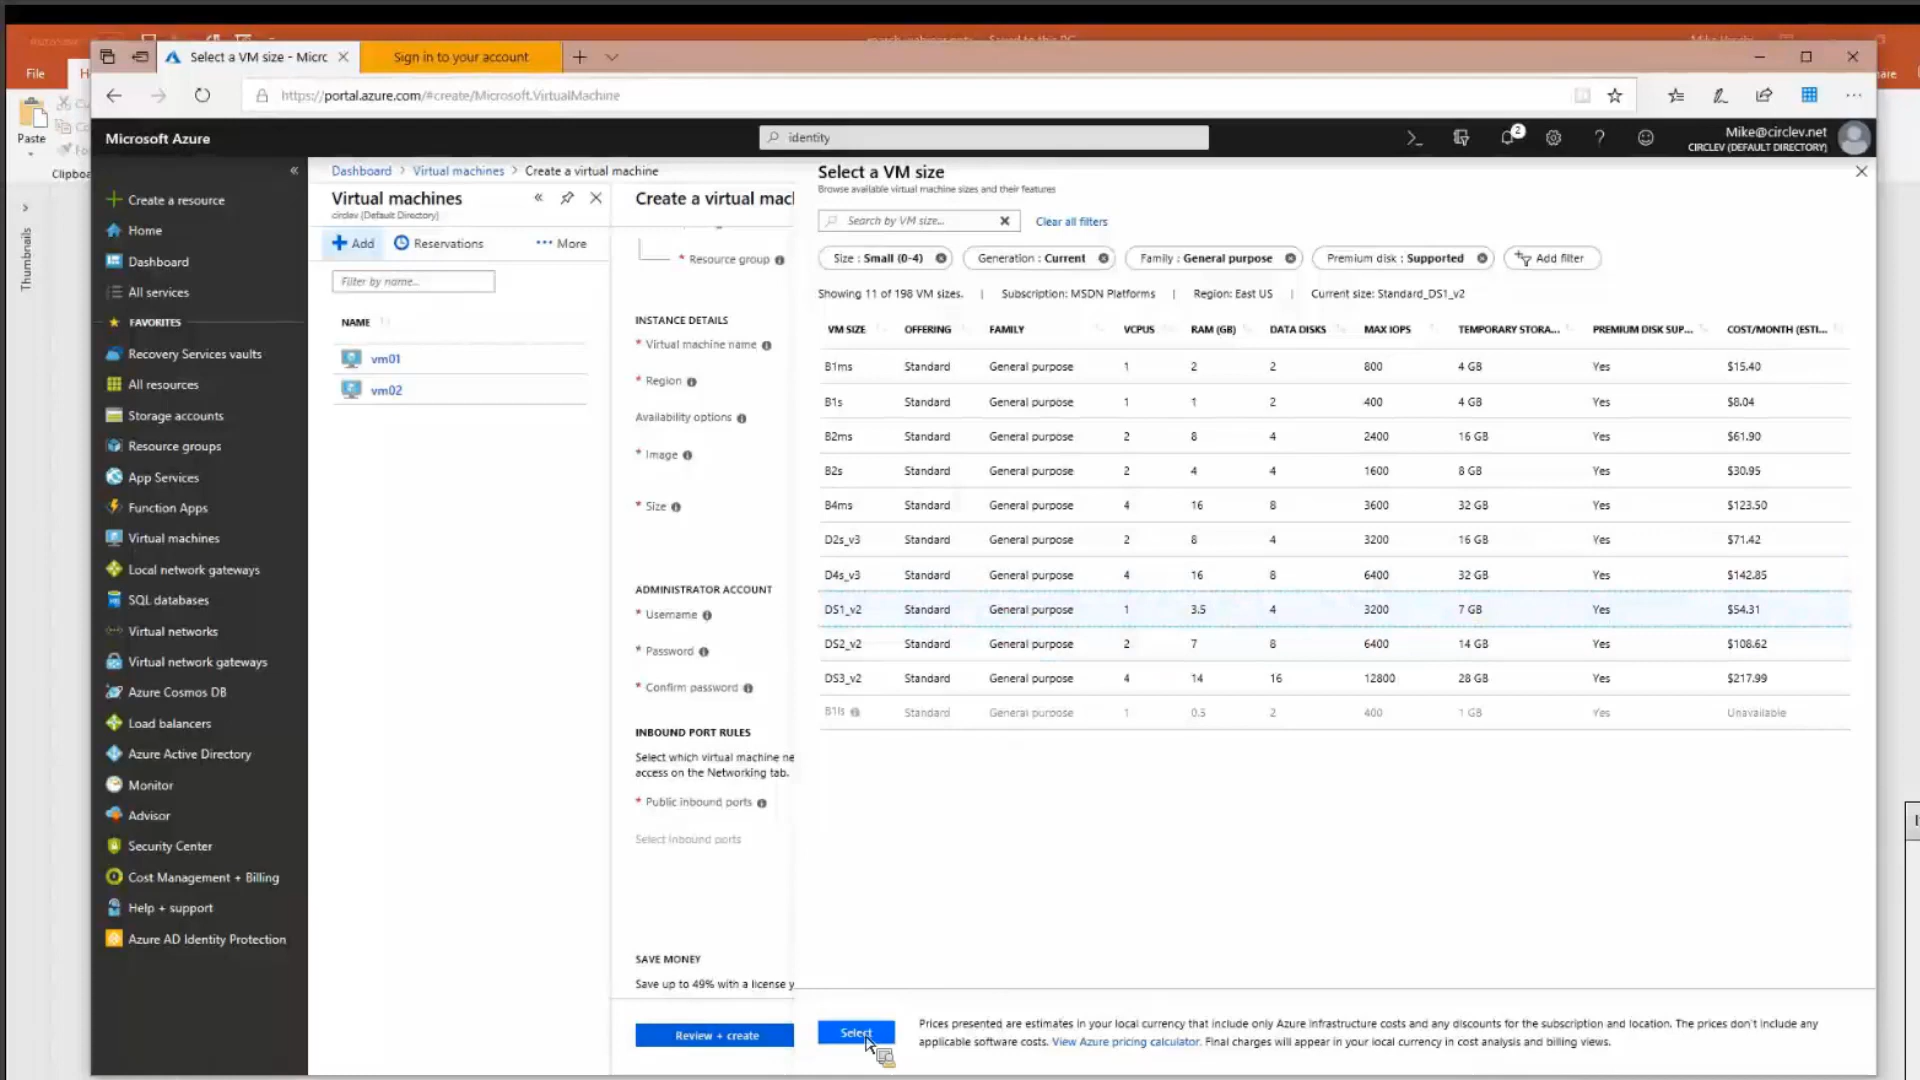 File
Select a VM size - Micrc
Sign in to your account
https://portal.azure.com/#create/Microsoft.VirtualMachine
Paste
Thumbnails
Microsoft Azure
identity
2
Mike@circlev.net
CIRCLEV (DEFAULT DIRECTORY)
Create a resource
Home
Dashboard
All services
FAVORITES
Recovery Services vaults
All resources
Storage accounts
Resource groups
App Services
Function Apps
Virtual machines
Local network gateways
SQL databases
Virtual networks
Virtual network gateways
Azure Cosmos DB
Load balancers
Azure Active Directory
Monitor
Advisor
Security Center
Cost Management + Billing
Help + support
Azure AD Identity Protection
Dashboard > Virtual machines > Create a virtual machine
Virtual machines
circlev (Default Directory)
Add Reservations ··· More
Filter by name...
NAME
vm01
vm02
Create a virtual macl
* Resource group
INSTANCE DETAILS
* Virtual machine name
* Region
Availability options
* Image
* Size
ADMINISTRATOR ACCOUNT
* Username
* Password
* Confirm password
INBOUND PORT RULES
Select which virtual machine ne
access on the Networking tab.
* Public inbound ports
Select inbound ports
SAVE MONEY
Save up to 49% with a license y
Review + create
Select a VM size
Browse available virtual machine sizes and their features
Search by VM size...
Clear all filters
Size : Small (0-4) Generation : Current Family : General purpose Premium disk : Supported Add filter
Showing 11 of 198 VM sizes. | Subscription: MSDN Platforms | Region: East US | Current size: Standard_DS1_v2
VM SIZE OFFERING FAMILY VCPUS RAM (GB) DATA DISKS MAX IOPS TEMPORARY STORA... PREMIUM DISK SUP... COST/MONTH (ESTI...
B1ms Standard General purpose 1 2 2 800 4 GB Yes $15.40
B1s Standard General purpose 1 1 2 400 4 GB Yes $8.04
B2ms Standard General purpose 2 8 4 2400 16 GB Yes $61.90
B2s Standard General purpose 2 4 4 1600 8 GB Yes $30.95
B4ms Standard General purpose 4 16 8 3600 32 GB Yes $123.50
D2s_v3 Standard General purpose 2 8 4 3200 16 GB Yes $71.42
D4s_v3 Standard General purpose 4 16 8 6400 32 GB Yes $142.85
DS1_v2 Standard General purpose 1 3.5 4 3200 7 GB Yes $54.31
DS2_v2 Standard General purpose 2 7 8 6400 14 GB Yes $108.62
DS3_v2 Standard General purpose 4 14 16 12800 28 GB Yes $217.99
B1ls Standard General purpose 1 0.5 2 400 1 GB Yes Unavailable
Select
Prices presented are estimates in your local currency that include only Azure infrastructure costs and any discounts for the subscription and location. The prices don't include any
applicable software costs. View Azure pricing calculator. Final charges will appear in your local currency in cost analysis and billing views.